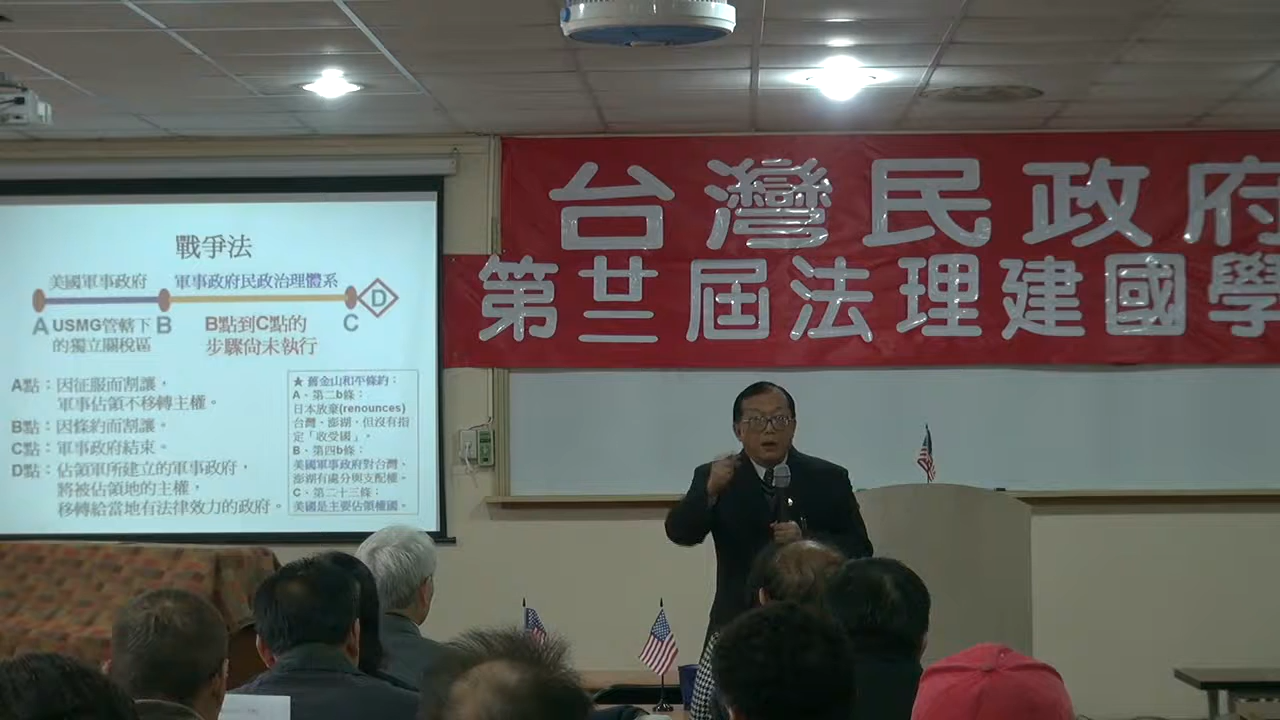 台灣民政府
第廿三屆法理建國學
戰爭法
美國軍事政府 軍事政府民政治理體系
D
A USMG管轄下 B B點到C點的 C
的獨立關稅區 步驟尚未執行
A點：因征服而割讓，
軍事佔領不移轉主權。
B點：因條約而割讓。
C點：軍事政府結束。
D點：佔領軍所建立的軍事政府，
將被佔領地的主權，
移轉給當地有法律效力的政府。
★ 舊金山和平條約：
A、第二b條：
日本放棄(renounces)
台灣、澎湖，但沒有指
定「收受國」。
B、第四b條：
美國軍事政府對台灣、
澎湖有處分與支配權。
C、第二十三條：
美國是主要佔領權國。